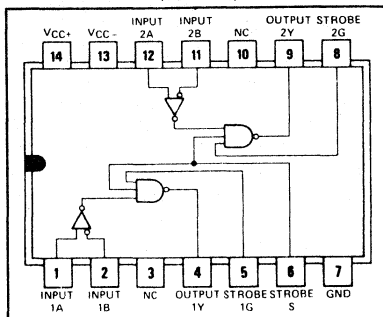 INPUT INPUT OUTPUT STROBE
VCC+ VCC- 2A 2B NC 2Y 2G
14 13 12 11 10 9 8
1 2 3 4 5 6 7
INPUT INPUT NC OUTPUT STROBE STROBE GND
1A 1B 1Y 1G S